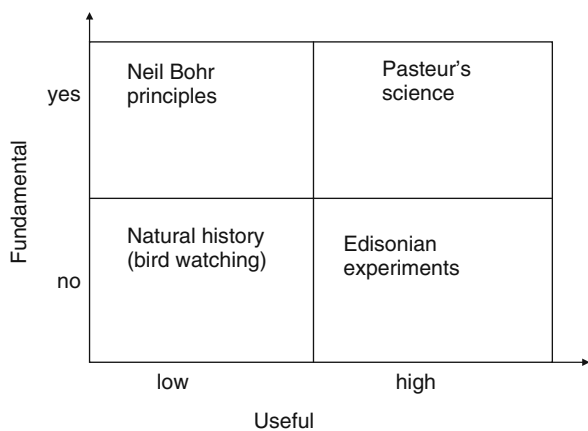 Neil Bohr
principles
Pasteur's
science
yes
Fundamental
Natural history
(bird watching)
Edisonian
experiments
no
low
high
Useful